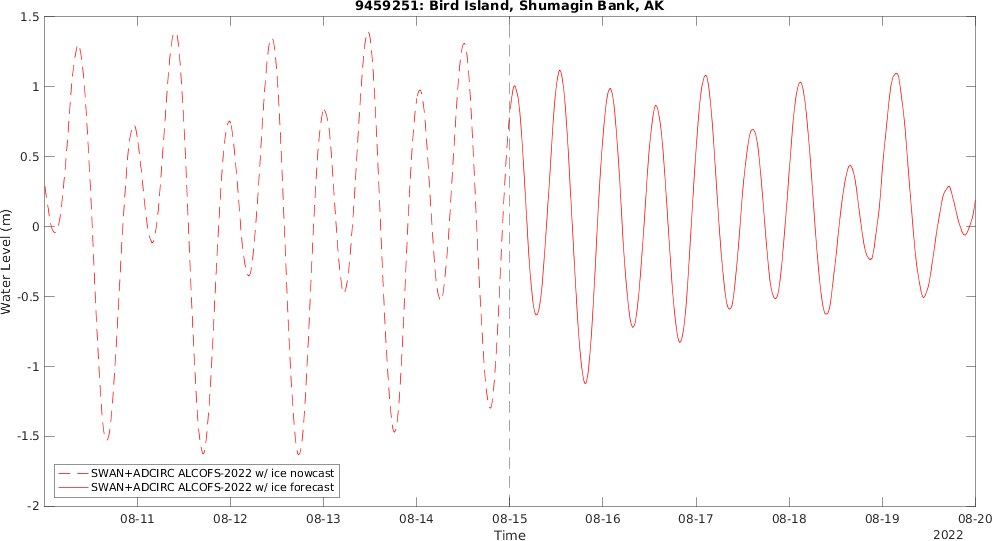 9459251: Bird Island, Shumagin Bank, AK
1.5
1
0.5
0
-0.5
-1
-1.5
-2
Water Level (m)
SWAN+ADCIRC ALCOFS-2022 w/ ice nowcast
SWAN+ADCIRC ALCOFS-2022 w/ ice forecast
08-11 08-12 08-13 08-14 08-15 08-16 08-17 08-18 08-19 08-20
Time
2022